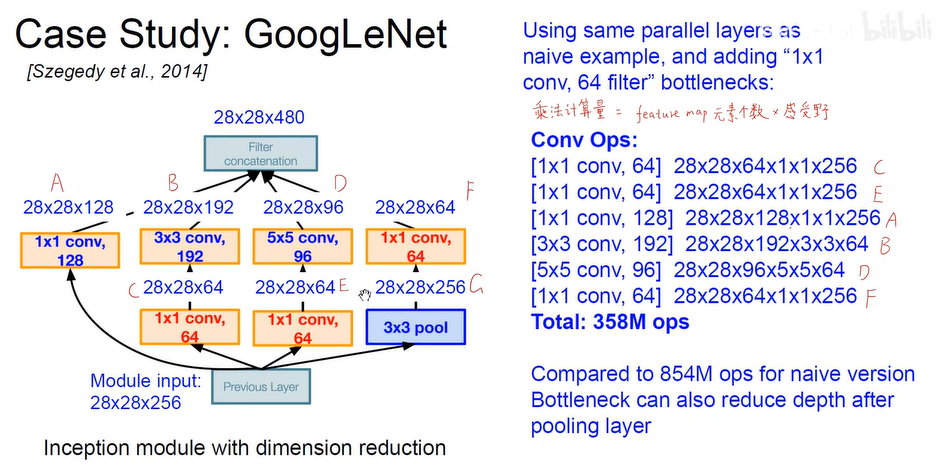 Case Study: GoogLeNet
[Szegedy et al., 2014]
28x28x480
Filter
concatenation
A
B
D
F
28x28x128
28x28x192
28x28x96
28x28x64
1x1 conv,
128
3x3 conv,
192
5x5 conv,
96
1x1 conv,
64
C 28x28x64
28x28x64 E
28x28x256 G
1x1 conv,
64
1x1 conv,
64
3x3 pool
Module input:
28x28x256
Previous Layer
Inception module with dimension reduction
Using same parallel layers as
naive example, and adding “1x1
conv, 64 filter” bottlenecks:
乘法计算量 = feature map 元素个数 × 感受野
Conv Ops:
[1x1 conv, 64] 28x28x64x1x1x256 C
[1x1 conv, 64] 28x28x64x1x1x256 E
[1x1 conv, 128] 28x28x128x1x1x256 A
[3x3 conv, 192] 28x28x192x3x3x64 B
[5x5 conv, 96] 28x28x96x5x5x64 D
[1x1 conv, 64] 28x28x64x1x1x256 F
Total: 358M ops
Compared to 854M ops for naive version
Bottleneck can also reduce depth after
pooling layer
bilibili